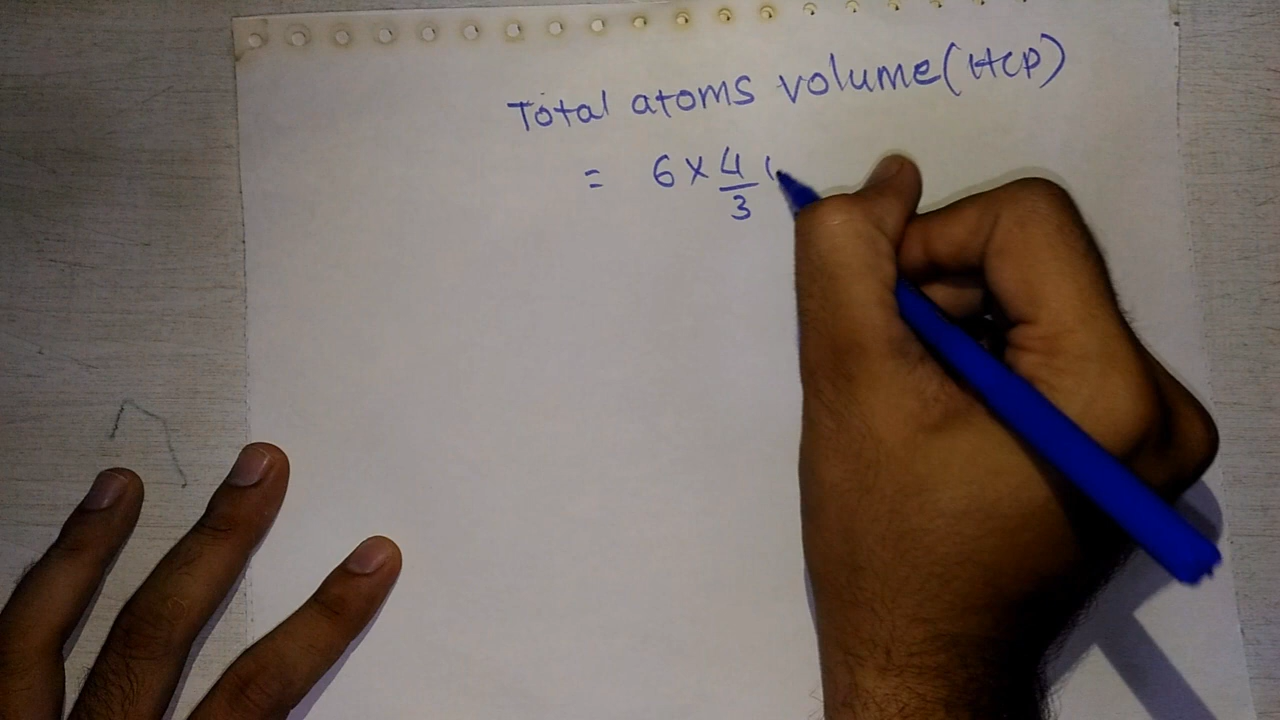 Total atoms volume (HCP)
= 6 × 4/3